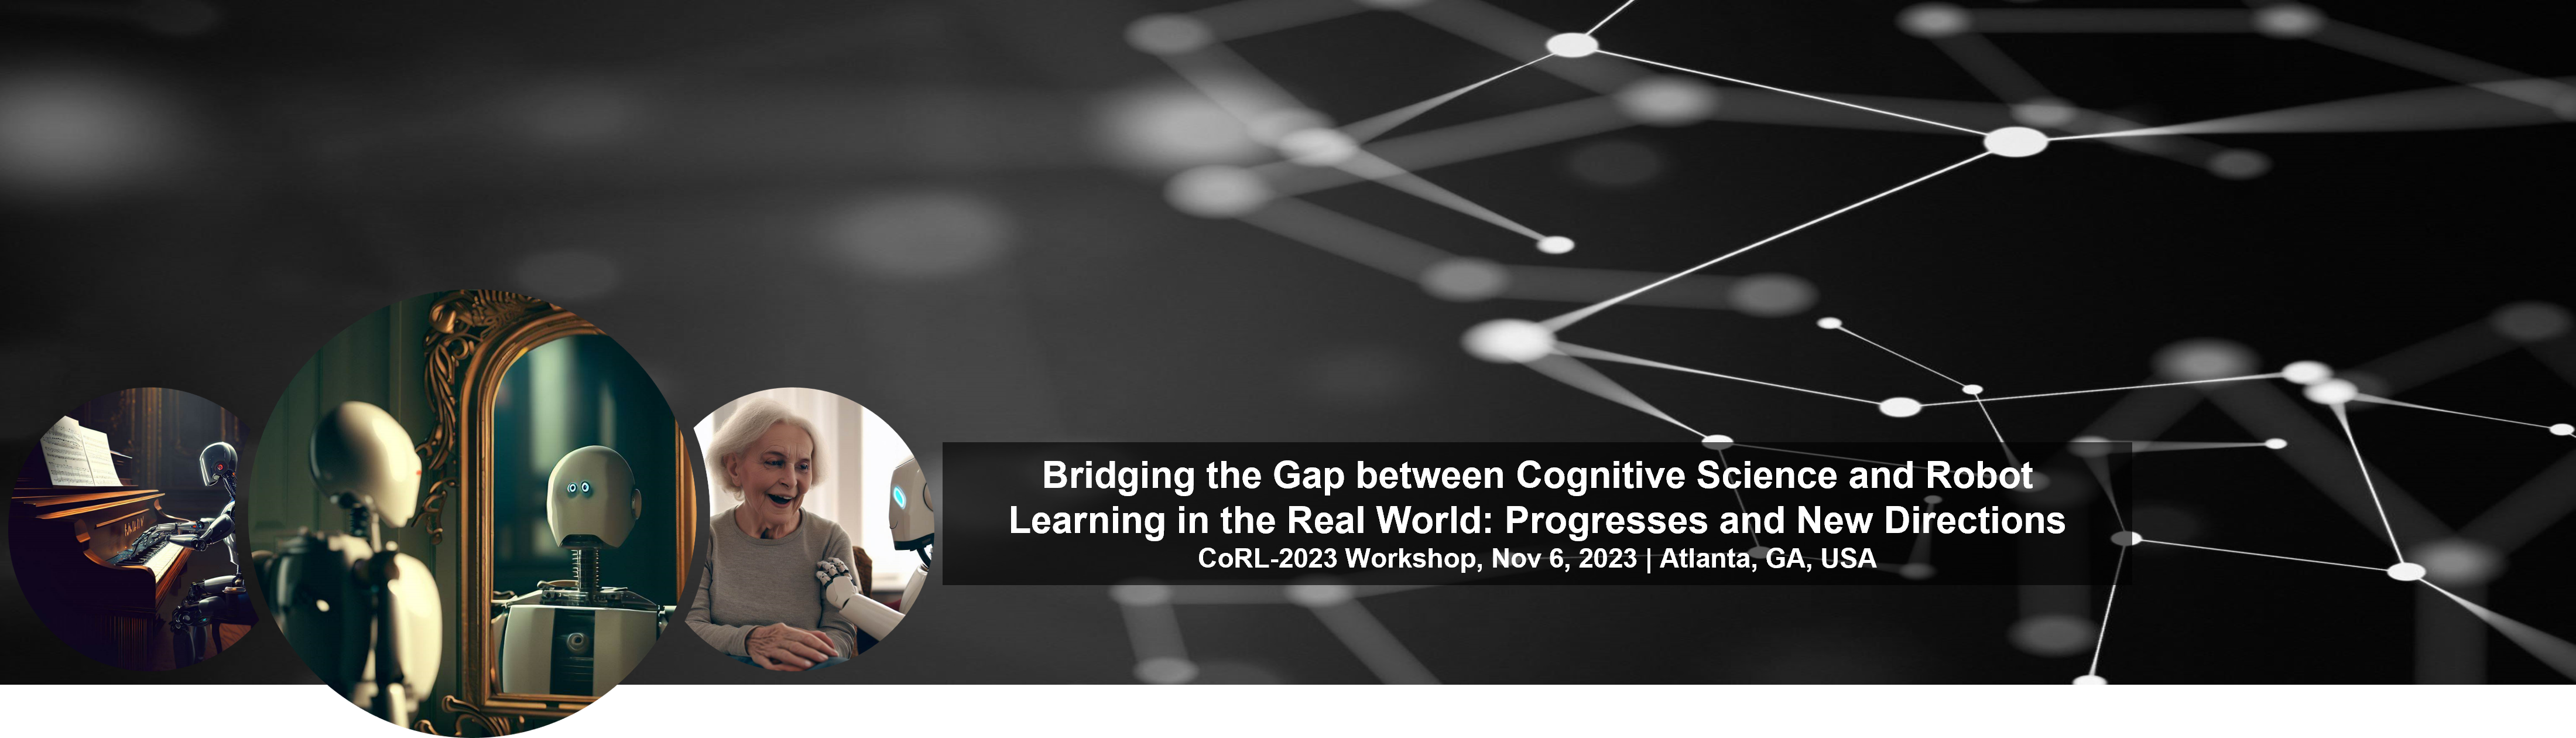 Bridging the Gap between Cognitive Science and Robot
Learning in the Real World: Progresses and New Directions
CoRL-2023 Workshop, Nov 6, 2023 | Atlanta, GA, USA